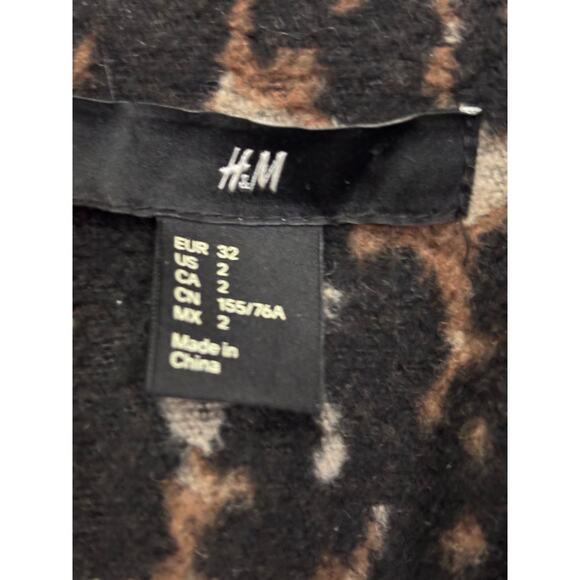 H&M
EUR 32
US 2
CA 2
CN 155/76A
MX 2
Made in
China